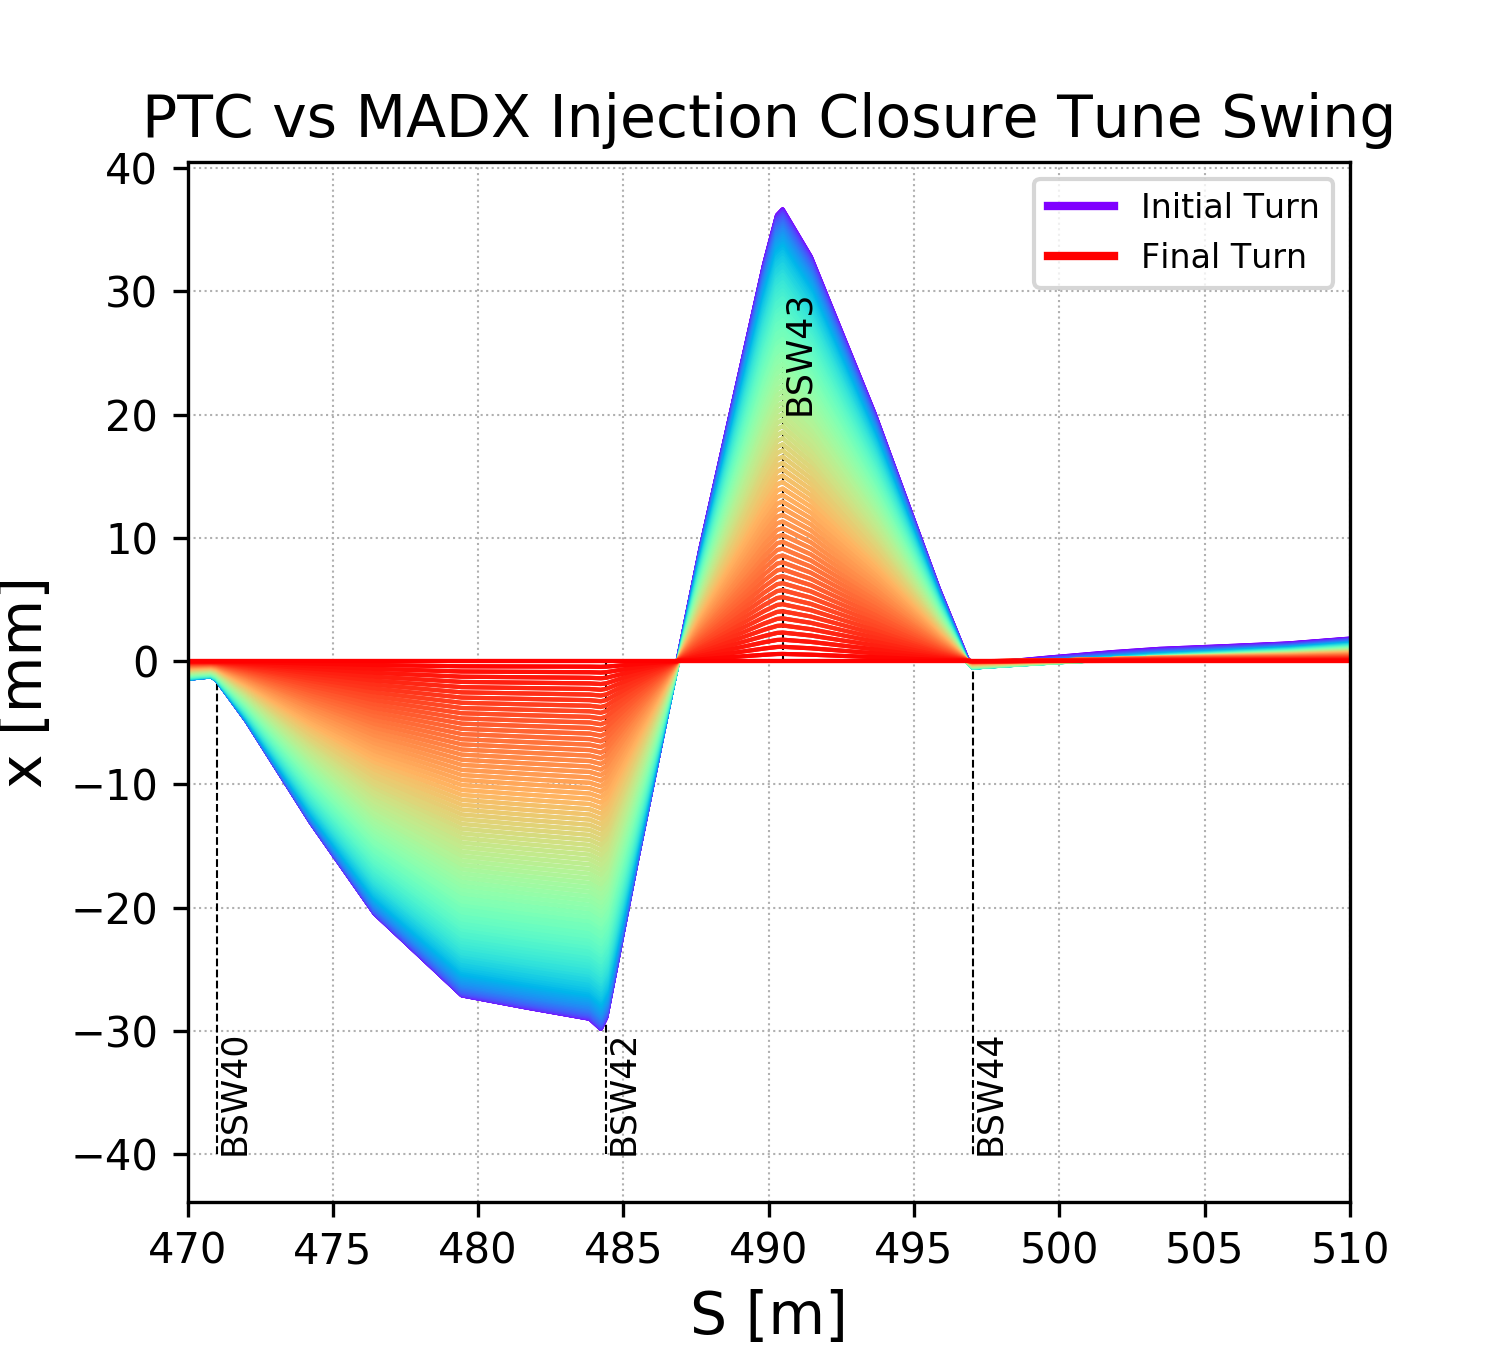 PTC vs MADX Injection Closure Tune Swing
40
30
20
10
0
−10
−20
−30
−40
x [mm]
Initial Turn
Final Turn
BSW40
BSW42
BSW43
BSW44
470 475 480 485 490 495 500 505 510
S [m]